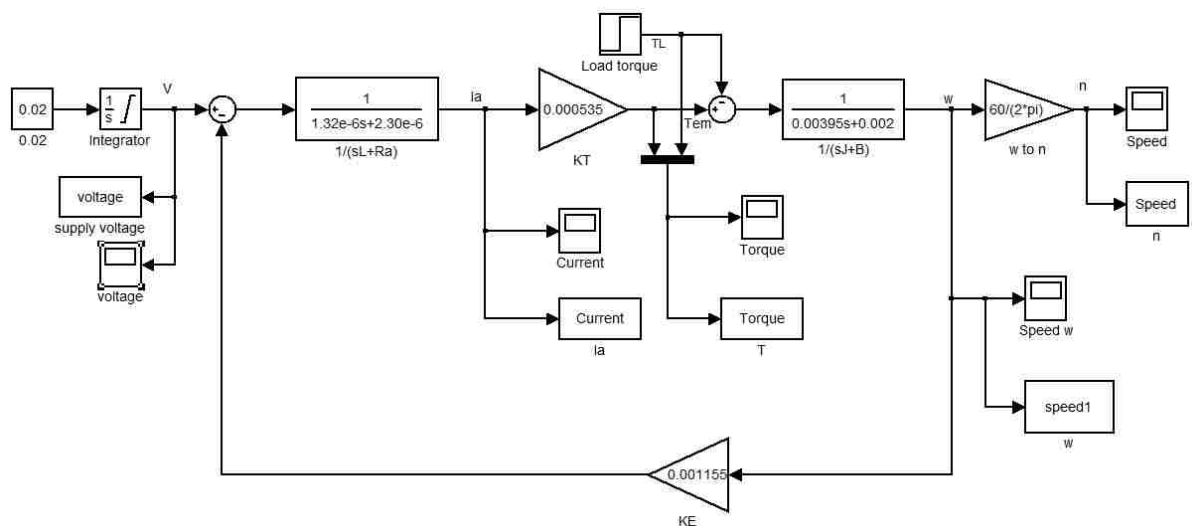 TL
Load torque
V
0.02
0.02
1
s
Integrator
+
-
1
1.32e-6s+2.30e-6
1/(sL+Ra)
Ia
0.000535
KT
Tem
-
+
1
0.00395s+0.002
1/(sJ+B)
w
60/(2*pi)
w to n
n
Speed
voltage
supply voltage
voltage
Current
Torque
Speed
n
Current
Ia
Torque
T
Speed w
speed1
w
0.001155
KE